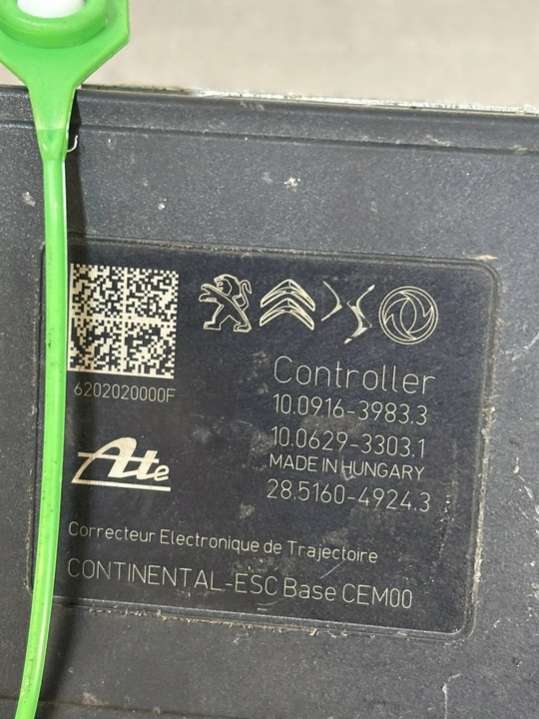 Controller
10.0916-3983.3
6202020000F
10.0629-3303.1
MADE IN HUNGARY
Ate
28.5160-4924.3
Correcteur Electronique de Trajectoire
CONTINENTAL-ESC Base CEM00